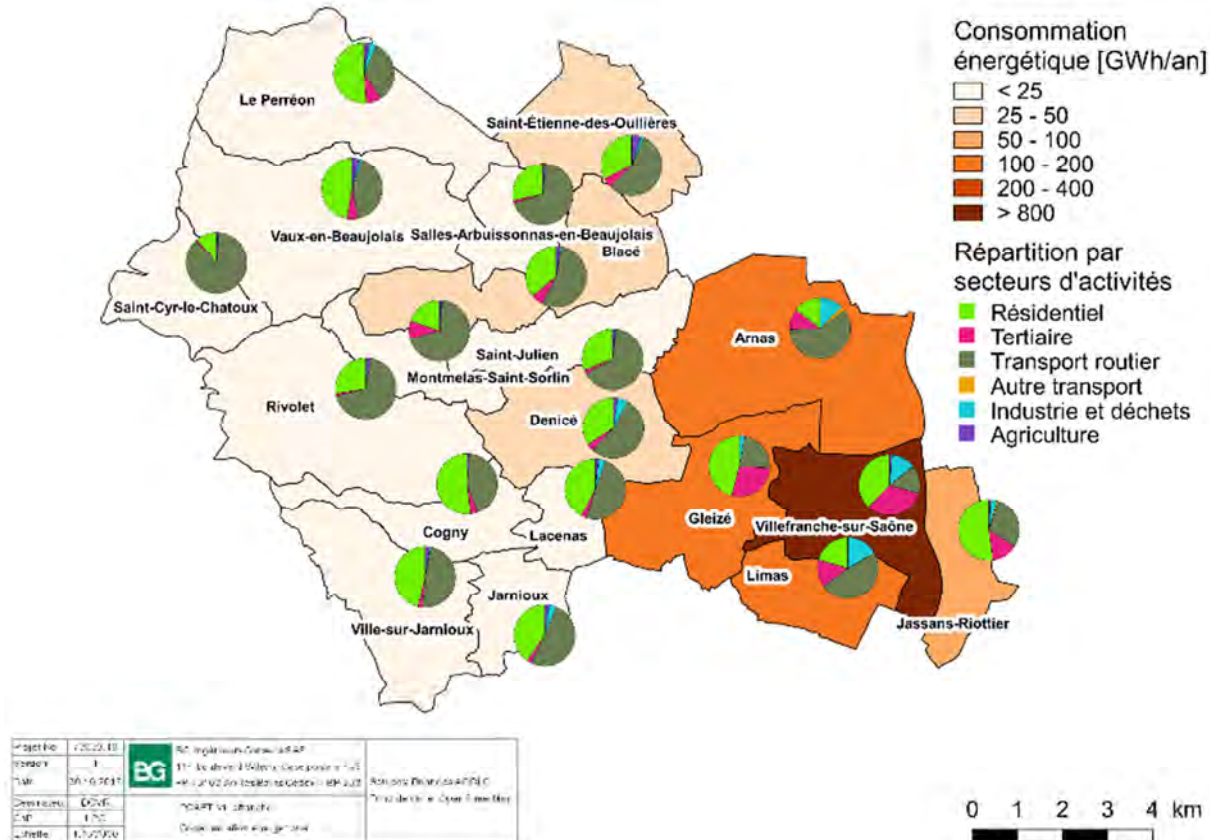 Consommation
énergétique [GWh/an]
< 25
25 - 50
50 - 100
100 - 200
200 - 400
> 800
Répartition par
secteurs d'activités
Résidentiel
Tertiaire
Transport routier
Autre transport
Industrie et déchets
Agriculture
Le Perréon
Saint-Étienne-des-Oullières
Vaux-en-Beaujolais
Salles-Arbuissonnas-en-Beaujolais
Blacé
Saint-Cyr-le-Chatoux
Arnas
Saint-Julien
Montmelas-Saint-Sorlin
Rivolet
Denicé
Gleizé
Villefranche-sur-Saône
Cogny
Lacenas
Limas
Jarnioux
Jassans-Riottier
Ville-sur-Jarnioux
BG
0 1 2 3 4 km